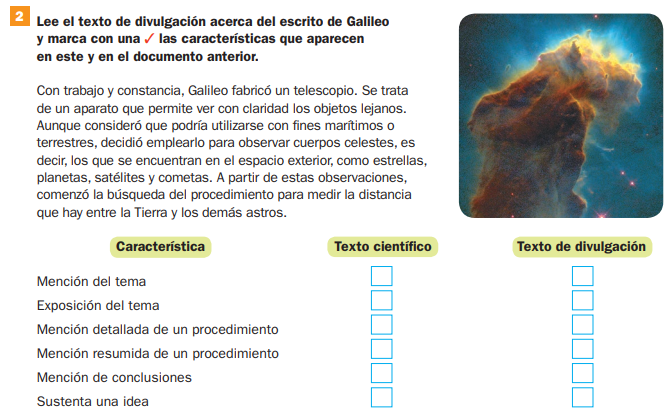 2 Lee el texto de divulgación acerca del escrito de Galileo
y marca con una ✓ las características que aparecen
en este y en el documento anterior.
Con trabajo y constancia, Galileo fabricó un telescopio. Se trata
de un aparato que permite ver con claridad los objetos lejanos.
Aunque consideró que podría utilizarse con fines marítimos o
terrestres, decidió emplearlo para observar cuerpos celestes, es
decir, los que se encuentran en el espacio exterior, como estrellas,
planetas, satélites y cometas. A partir de estas observaciones,
comenzó la búsqueda del procedimiento para medir la distancia
que hay entre la Tierra y los demás astros.
Característica Texto científico Texto de divulgación
Mención del tema
Exposición del tema
Mención detallada de un procedimiento
Mención resumida de un procedimiento
Mención de conclusiones
Sustenta una idea